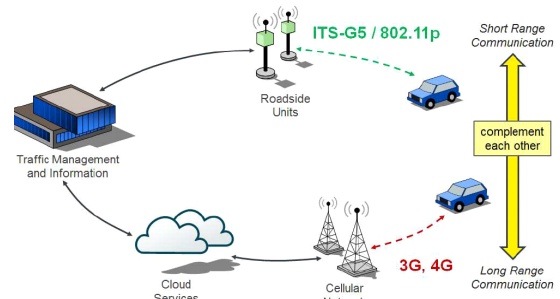 ITS-G5 / 802.11p
Short Range
Communication
Roadside
Units
complement
each other
Traffic Management
and Information
3G, 4G
Cloud
Services
Cellular
Long Range
Communication